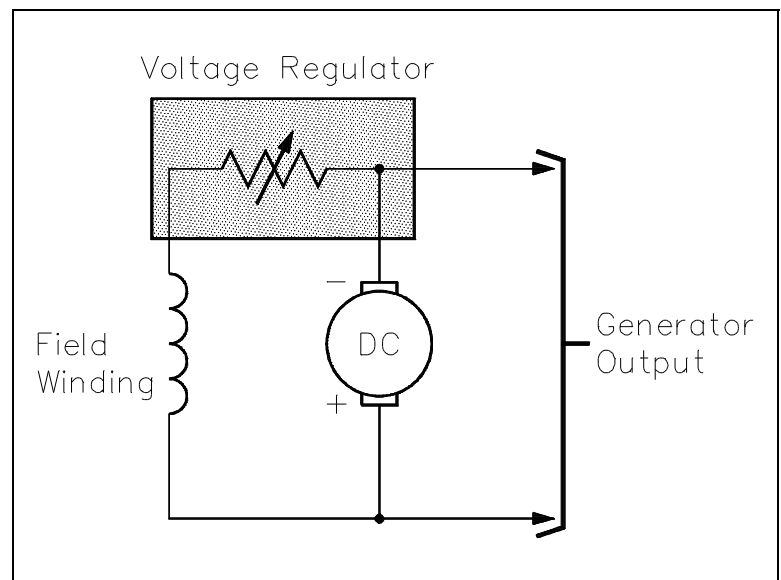 Voltage Regulator
−
DC
+
Field
Winding
Generator
Output